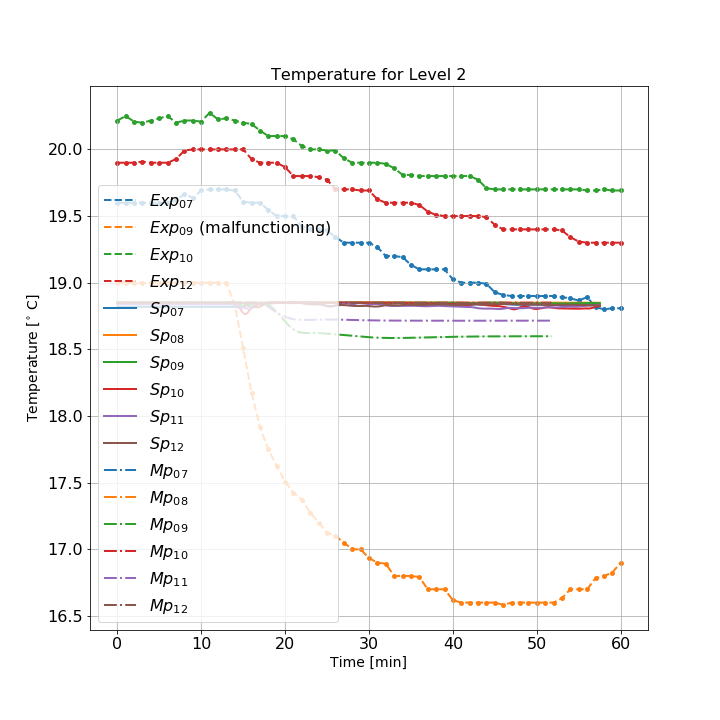 Temperature for Level 2
Temperature [° C]
20.0
19.5
19.0
18.5
18.0
17.5
17.0
16.5
Exp07
Exp09 (malfunctioning)
Exp10
Exp12
Sp07
Sp08
Sp09
Sp10
Sp11
Sp12
Mp07
Mp08
Mp09
Mp10
Mp11
Mp12
0 10 20 30 40 50 60
Time [min]